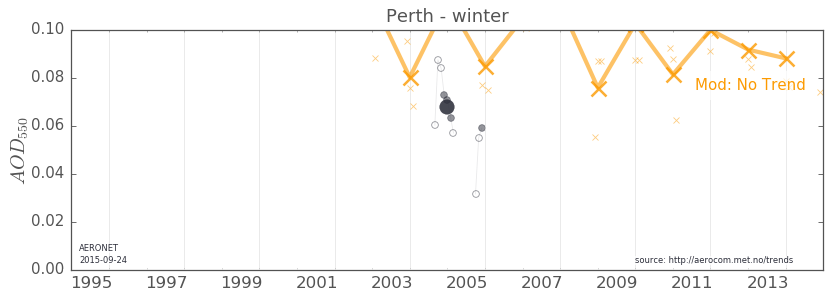 Perth - winter
0.10
0.08
0.06
0.04
0.02
0.00
AOD550
Mod: No Trend
AERONET
2015-09-24
source: http://aerocom.met.no/trends
1995 1997 1999 2001 2003 2005 2007 2009 2011 2013